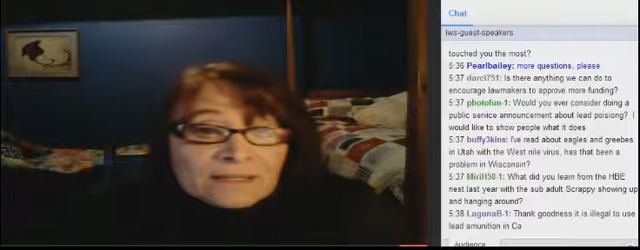 Chat
iws-guest-speakers
touched you the most?
5:36 Pearlbailey: more questions, please
5:37 darci751: Is there anything we can do to
encourage lawmakers to approve more funding?
5:37 photofun-1: Would you ever consider doing a
public service announcement about lead poisiong? I
would like to show people what it does
5:37 buffy3kins: I've read about eagles and greebes
in Utah with the West nile virus, has that been a
problem in Wisconsin?
5:37 MiriH58-1: What did you learn from the HBE
nest last year with the sub adult Scrappy showing up
and hanging around?
5:38 LagunaB-1: Thank goodness it is illegal to use
lead amunition in Ca
Audience